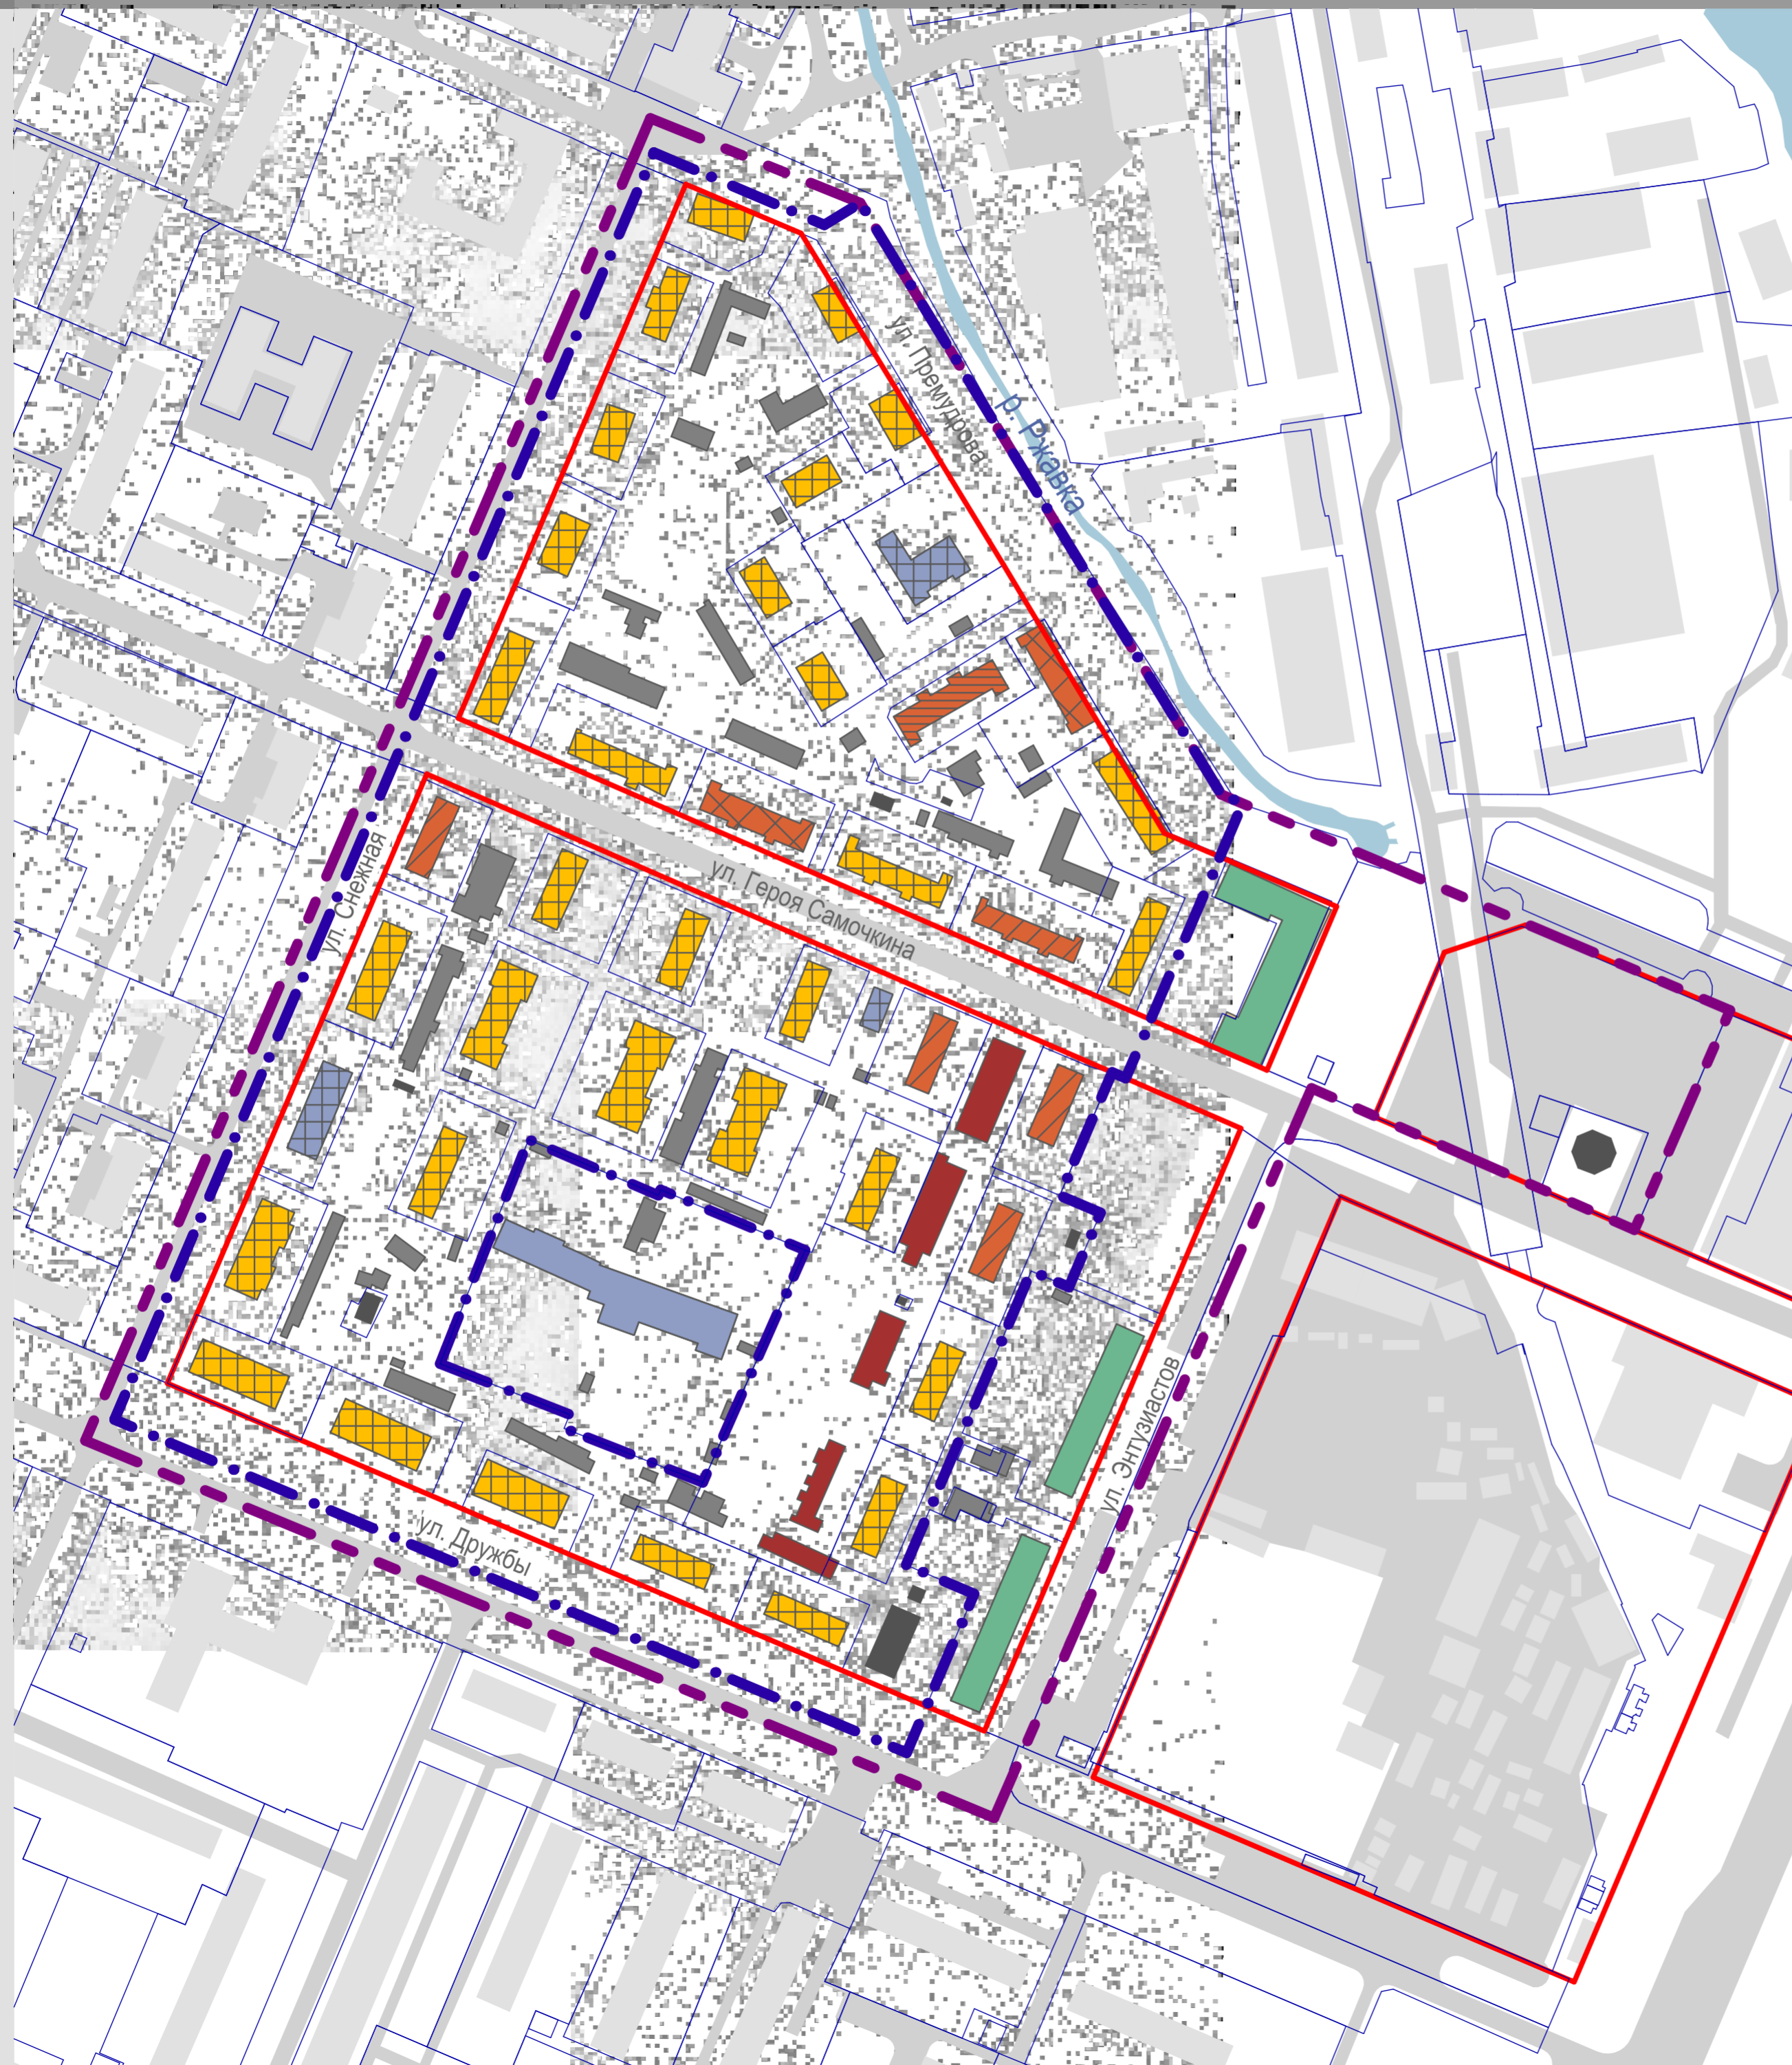 ул. Премудрова
р. Ржавка
ул. Снежная
ул. Героя Самочкина
ул. Энтузиастов
ул. Дружбы